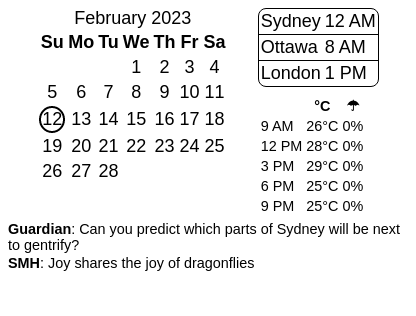 February 2023
Su Mo Tu We Th Fr Sa
1 2 3 4
5 6 7 8 9 10 11
12 13 14 15 16 17 18
19 20 21 22 23 24 25
26 27 28
Sydney 12 AM
Ottawa 8 AM
London 1 PM
°C ☂
9 AM 26°C 0%
12 PM 28°C 0%
3 PM 29°C 0%
6 PM 25°C 0%
9 PM 25°C 0%
Guardian: Can you predict which parts of Sydney will be next
to gentrify?
SMH: Joy shares the joy of dragonflies